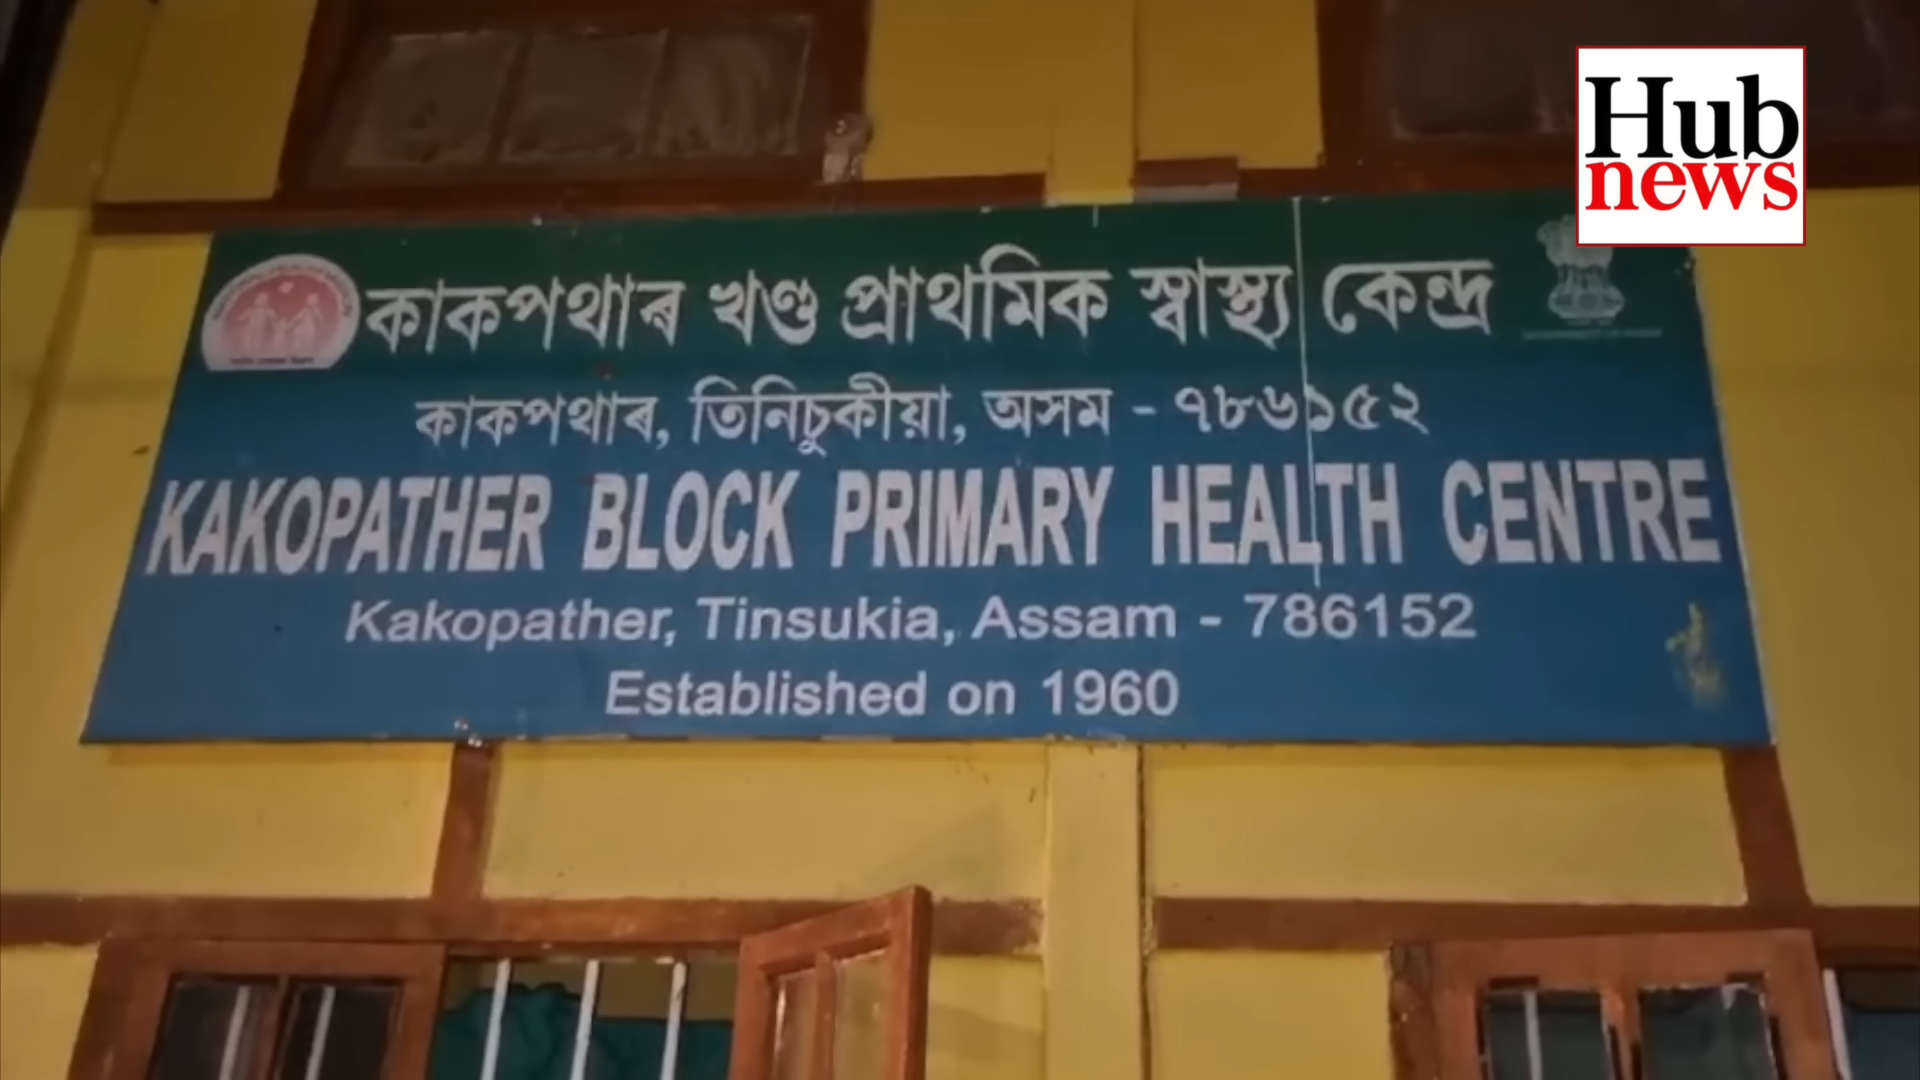 Hub
news
কাকপথাৰ খণ্ড প্ৰাথমিক স্বাস্থ্য কেন্দ্ৰ
কাকপথাৰ, তিনিচুকীয়া, অসম - ৭৮৬১৫২
KAKOPATHER BLOCK PRIMARY HEALTH CENTRE
Kakopather, Tinsukia, Assam - 786152
Established on 1960